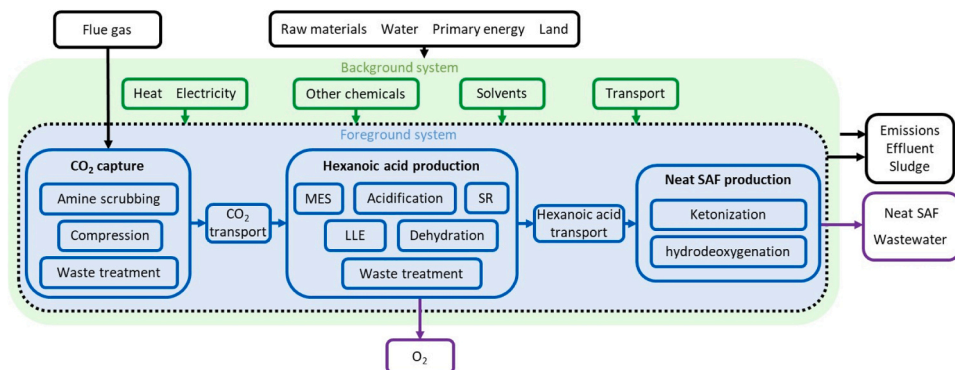 Flue gas
Raw materials Water Primary energy Land
Background system
Heat Electricity
Other chemicals
Solvents
Transport
Foreground system
Emissions
Effluent
Sludge
CO₂ capture
Amine scrubbing
Compression
Waste treatment
CO₂
transport
Hexanoic acid production
MES
Acidification
SR
LLE
Dehydration
Waste treatment
Hexanoic acid
transport
Neat SAF production
Ketonization
hydrodeoxygenation
Neat SAF
Wastewater
O₂